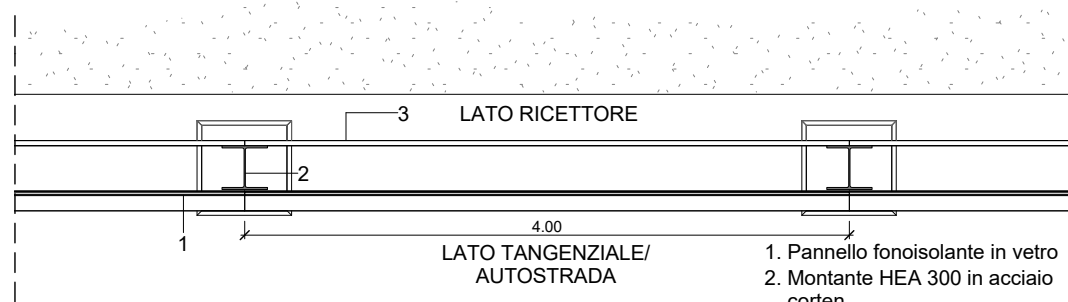 3 LATO RICETTORE
2
4.00
1
LATO TANGENZIALE/
AUTOSTRADA
1. Pannello fonoisolante in vetro
2. Montante HEA 300 in acciaio
corten